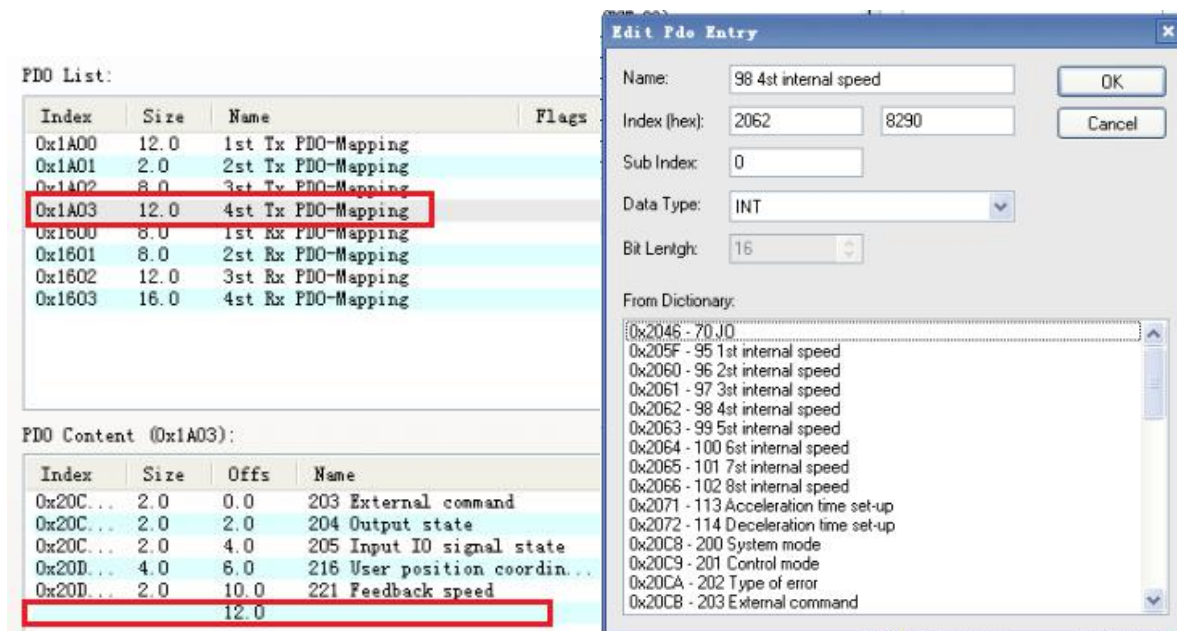 PDO List:
Index Size Name Flags
0x1A00 12.0 1st Tx PDO-Mapping
0x1A01 2.0 2st Tx PDO-Mapping
0x1A02 8.0 3st Tx PDO-Mapping
0x1A03 12.0 4st Tx PDO-Mapping
0x1600 8.0 1st Rx PDO-Mapping
0x1601 8.0 2st Rx PDO-Mapping
0x1602 12.0 3st Rx PDO-Mapping
0x1603 16.0 4st Rx PDO-Mapping
PDO Content (0x1A03):
Index Size Offs Name
0x20C... 2.0 0.0 203 External command
0x20C... 2.0 2.0 204 Output state
0x20C... 2.0 4.0 205 Input IO signal state
0x20D... 4.0 6.0 216 User position coordin...
0x20D... 2.0 10.0 221 Feedback speed
12.0
Edit Pdo Entry
Name: 98 4st internal speed OK
Index (hex): 2062 8290 Cancel
Sub Index: 0
Data Type: INT
Bit Lentgh: 16
From Dictionary:
0x2046 - 70 JO
0x205F - 95 1st internal speed
0x2060 - 96 2st internal speed
0x2061 - 97 3st internal speed
0x2062 - 98 4st internal speed
0x2063 - 99 5st internal speed
0x2064 - 100 6st internal speed
0x2065 - 101 7st internal speed
0x2066 - 102 8st internal speed
0x2071 - 113 Acceleration time set-up
0x2072 - 114 Deceleration time set-up
0x20C8 - 200 System mode
0x20C9 - 201 Control mode
0x20CA - 202 Type of error
0x20CB - 203 External command